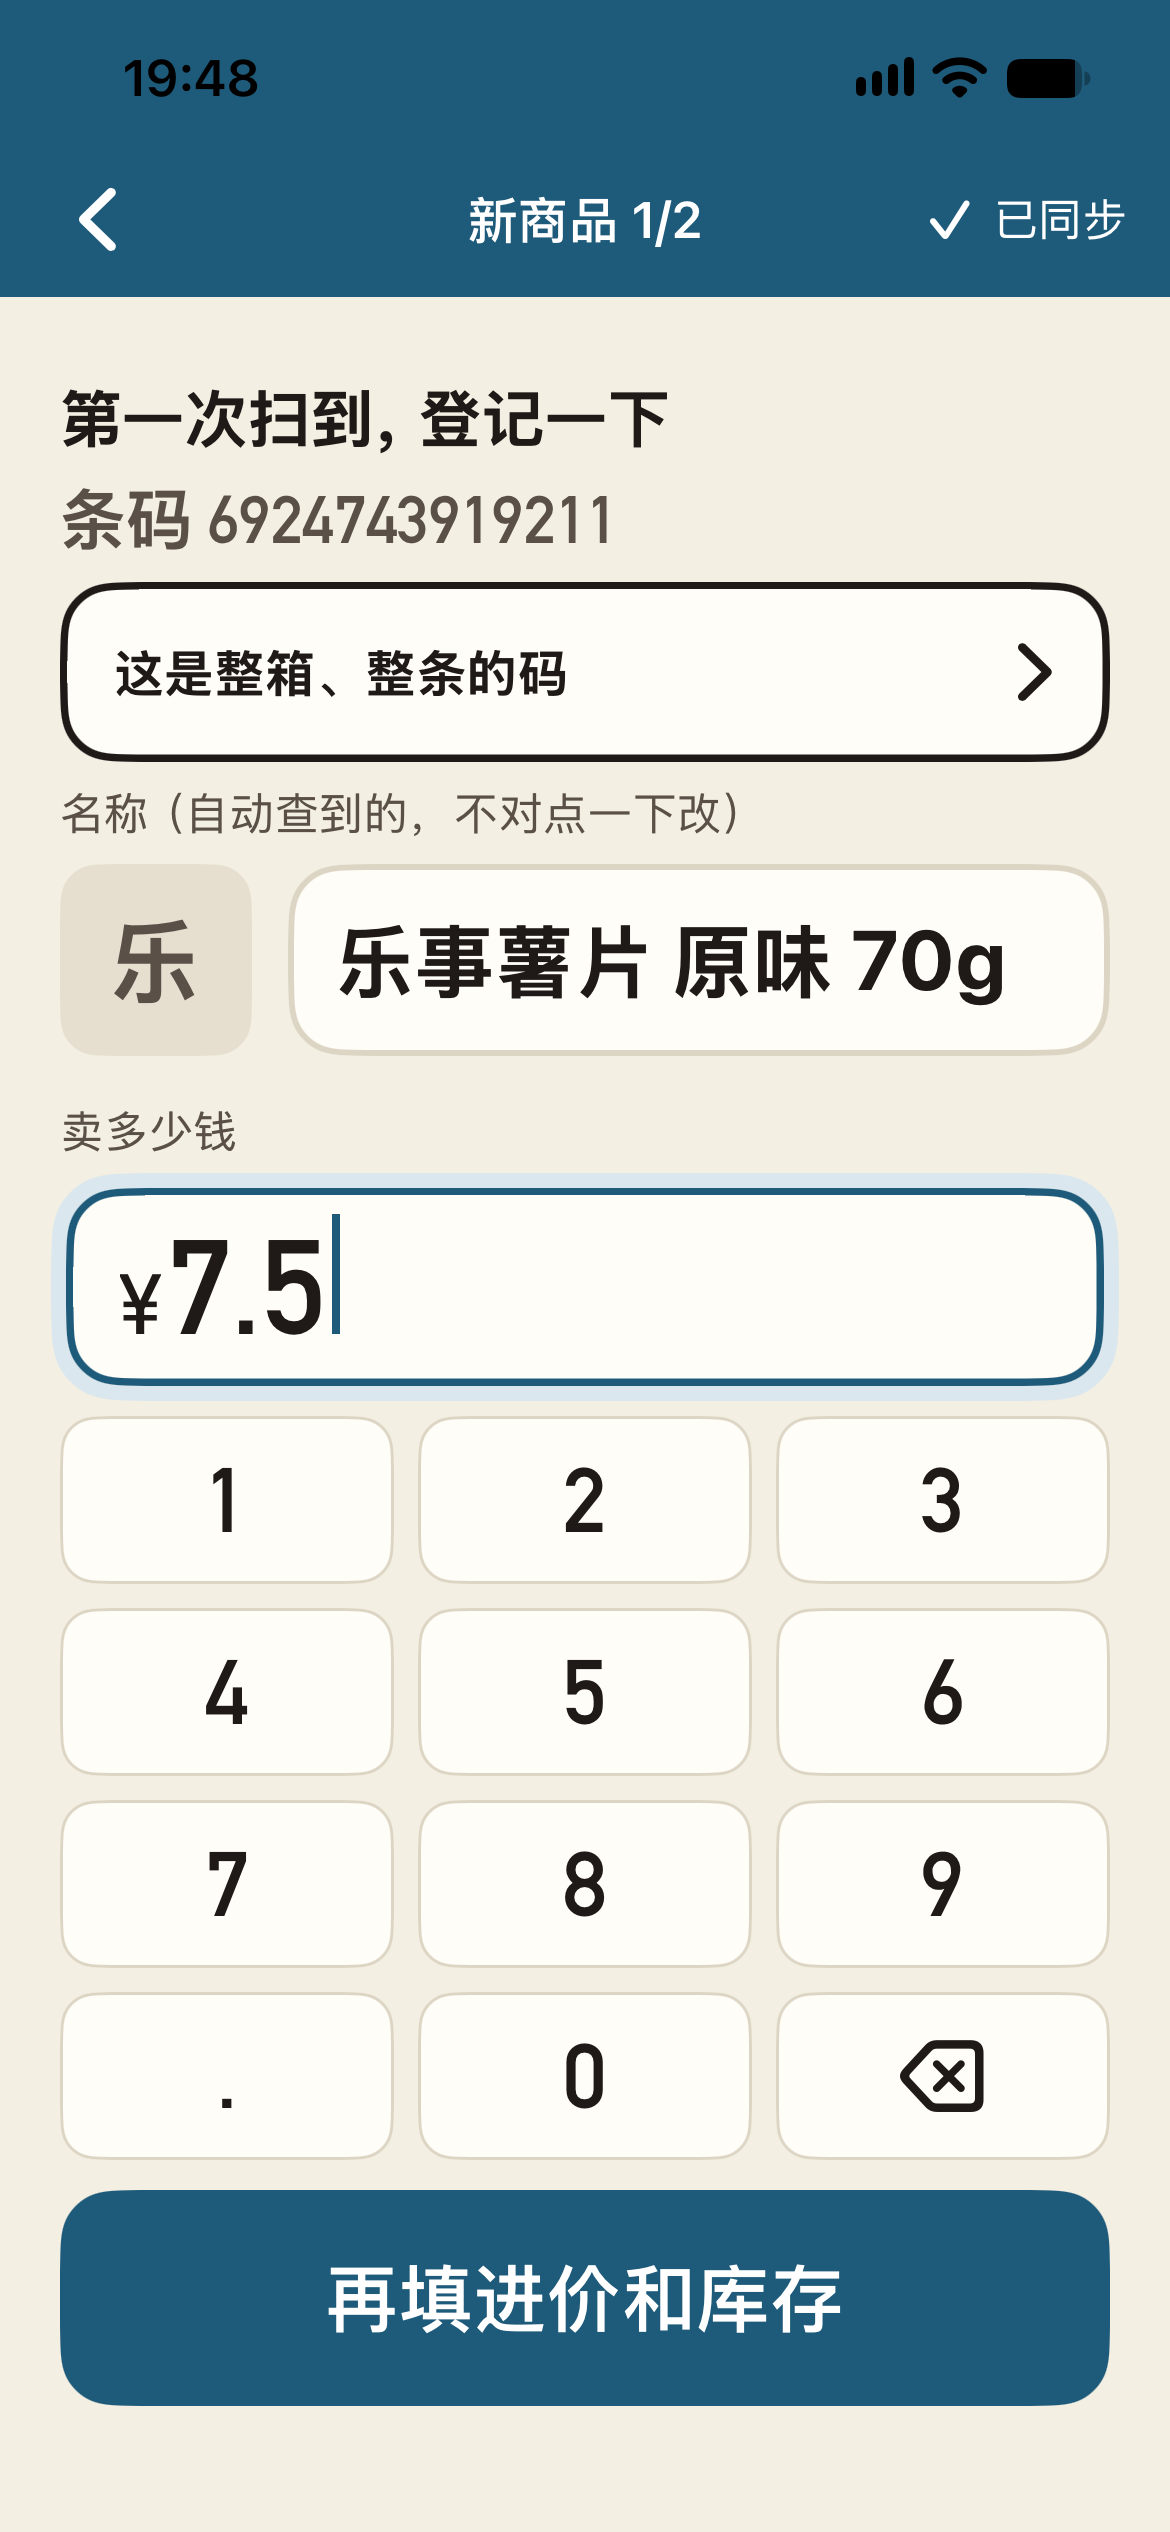 19:48
新商品 1/2
已同步
第一次扫到，登记一下
条码 6924743919211
这是整箱、整条的码
名称（自动查到的，不对点一下改）
乐
乐事薯片 原味 70g
卖多少钱
¥7.5
1 2 3
4 5 6
7 8 9
. 0
再填进价和库存